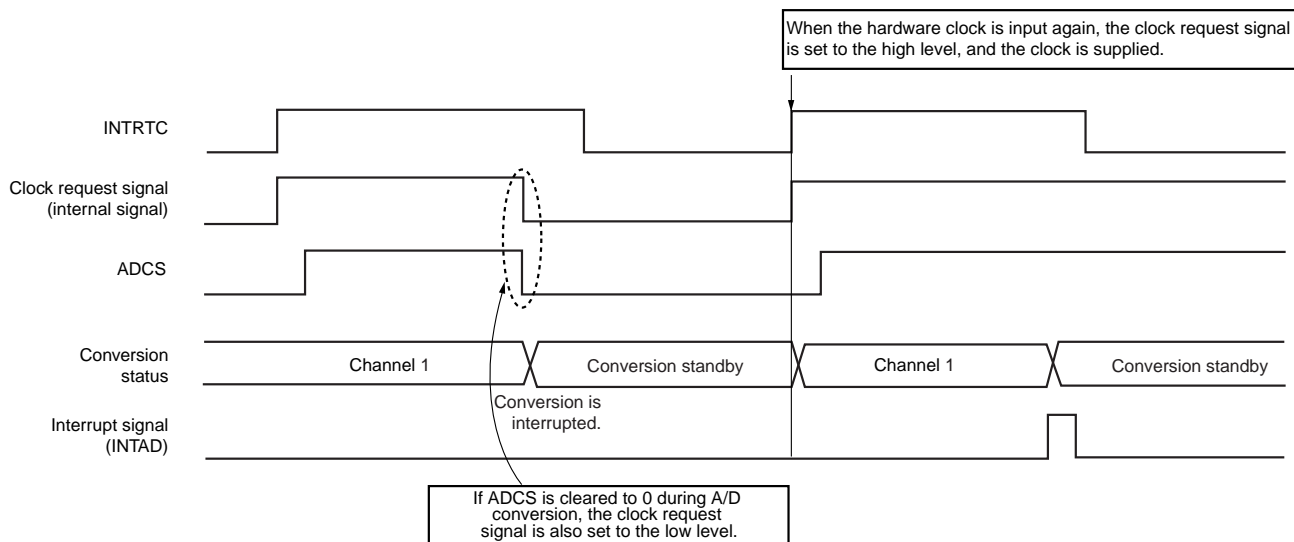 When the hardware clock is input again, the clock request signal
is set to the high level, and the clock is supplied.
INTRTC
Clock request signal
(internal signal)
ADCS
Conversion
status
Channel 1
Conversion standby
Channel 1
Conversion standby
Conversion is
interrupted.
Interrupt signal
(INTAD)
If ADCS is cleared to 0 during A/D
conversion, the clock request
signal is also set to the low level.